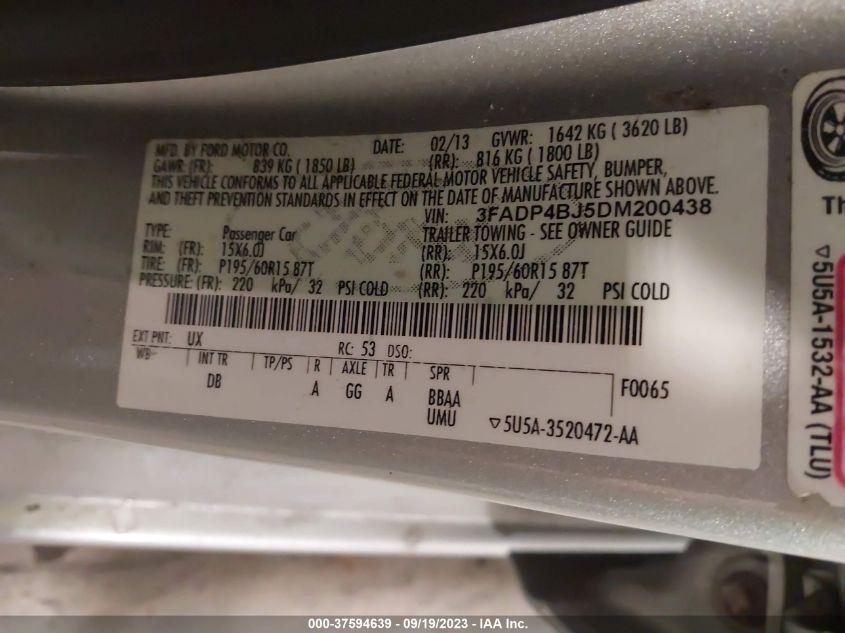 MFD. BY FORD MOTOR CO. DATE: 02/13 GVWR: 1642 KG ( 3620 LB)
GAWR (FR): 839 KG ( 1850 LB) (RR): 816 KG ( 1800 LB)
THIS VEHICLE CONFORMS TO ALL APPLICABLE FEDERAL MOTOR VEHICLE SAFETY, BUMPER,
AND THEFT PREVENTION STANDARDS IN EFFECT ON THE DATE OF MANUFACTURE SHOWN ABOVE.
VIN: 3FADP4BJ5DM200438
TYPE: Passenger Car TRAILER TOWING - SEE OWNER GUIDE
RIM: (FR): 15X6.0J (RR): 15X6.0J
TIRE: (FR): P195/60R15 87T (RR): P195/60R15 87T
PRESSURE: (FR): 220 kPa/ 32 PSI COLD (RR): 220 kPa/ 32 PSI COLD
EXT PNT: UX RC: 53 DSO:
WB INT TR TP/PS R AXLE TR SPR
DB A GG A BBAA F0065
UMU ▽5U5A-3520472-AA
Th
▽5U5A-1532-AA (TLU)
000-37594639 - 09/19/2023 - IAA Inc.